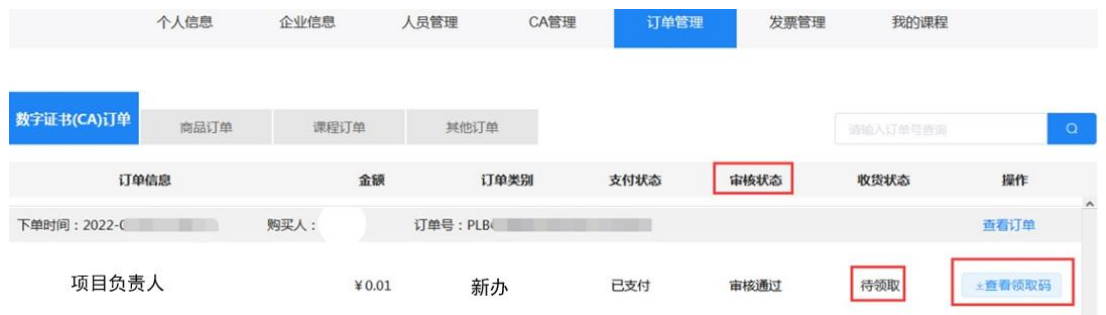 个人信息 企业信息 人员管理 CA管理 订单管理 发票管理 我的课程
数字证书(CA)订单 商品订单 课程订单 其他订单 请输入订单号查询
订单信息 金额 订单类别 支付状态 审核状态 收货状态 操作
下单时间：2022-0 购买人： 订单号：PLB 查看订单
项目负责人 ¥0.01 新办 已支付 审核通过 待领取 查看领取码